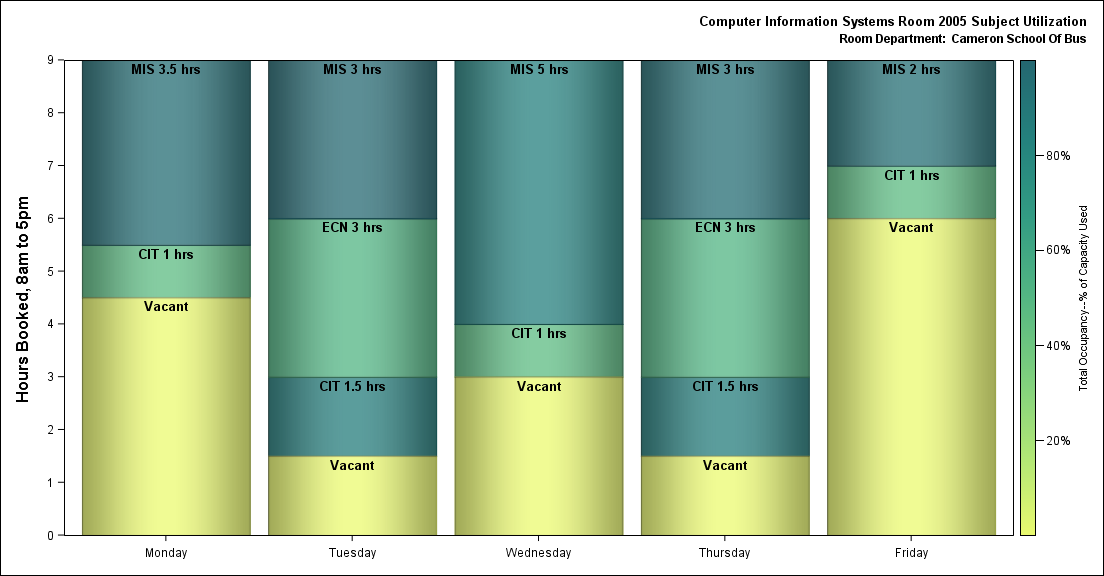 Computer Information Systems Room 2005 Subject Utilization
Room Department: Cameron School Of Bus
Hours Booked, 8am to 5pm
9
8
7
6
5
4
3
2
1
0
MIS 3.5 hrs
CIT 1 hrs
Vacant
MIS 3 hrs
ECN 3 hrs
CIT 1.5 hrs
Vacant
MIS 5 hrs
CIT 1 hrs
Vacant
MIS 3 hrs
ECN 3 hrs
CIT 1.5 hrs
Vacant
MIS 2 hrs
CIT 1 hrs
Vacant
Monday
Tuesday
Wednesday
Thursday
Friday
80%
60%
40%
20%
Total Occupancy--% of Capacity Used